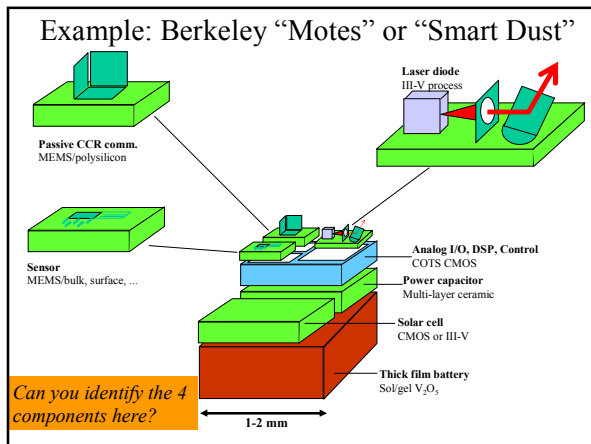 Example: Berkeley “Motes” or “Smart Dust”
Laser diode
III-V process
Passive CCR comm.
MEMS/polysilicon
Sensor
MEMS/bulk, surface, ...
Analog I/O, DSP, Control
COTS CMOS
Power capacitor
Multi-layer ceramic
Solar cell
CMOS or III-V
Thick film battery
Sol/gel V₂O₅
Can you identify the 4
components here?
1-2 mm